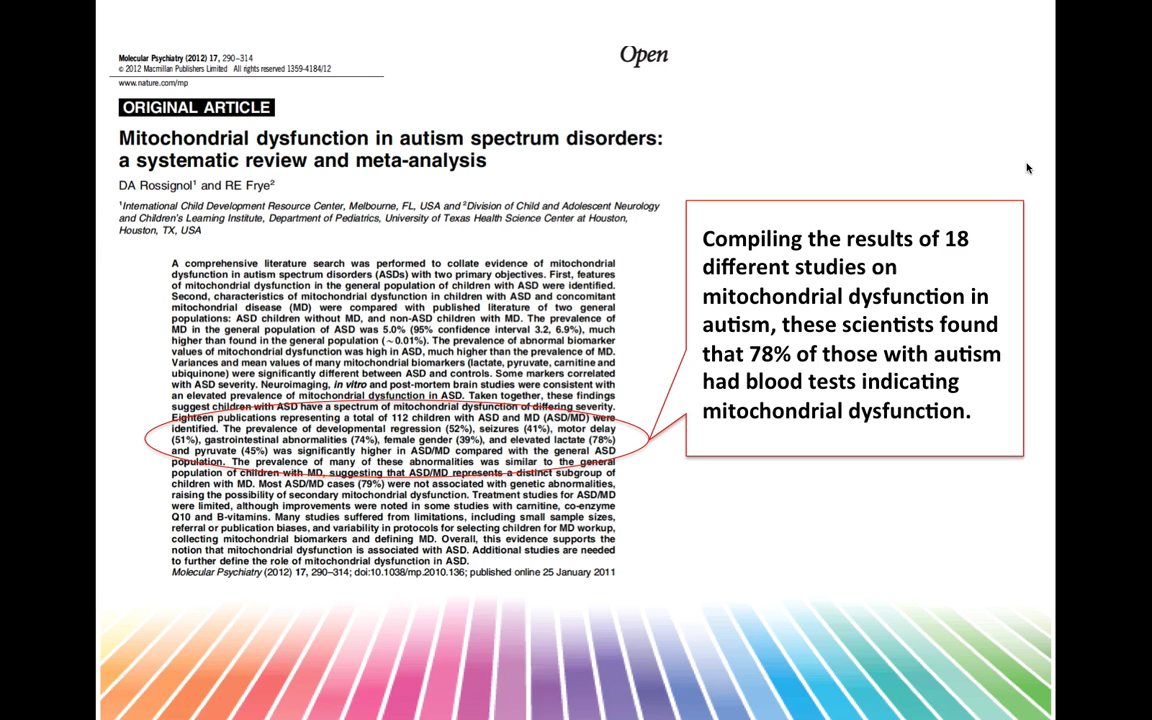 Molecular Psychiatry (2012) 17, 290–314
© 2012 Macmillan Publishers Limited All rights reserved 1359-4184/12
www.nature.com/mp
Open
ORIGINAL ARTICLE
Mitochondrial dysfunction in autism spectrum disorders:
a systematic review and meta-analysis
DA Rossignol¹ and RE Frye²
¹International Child Development Resource Center, Melbourne, FL, USA and ²Division of Child and Adolescent Neurology
and Children's Learning Institute, Department of Pediatrics, University of Texas Health Science Center at Houston,
Houston, TX, USA
A comprehensive literature search was performed to collate evidence of mitochondrial
dysfunction in autism spectrum disorders (ASDs) with two primary objectives. First, features
of mitochondrial dysfunction in the general population of children with ASD were identified.
Second, characteristics of mitochondrial dysfunction in children with ASD and concomitant
mitochondrial disease (MD) were compared with published literature of two general
populations: ASD children without MD, and non-ASD children with MD. The prevalence of
MD in the general population of ASD was 5.0% (95% confidence interval 3.2, 6.9%), much
higher than found in the general population (~0.01%). The prevalence of abnormal biomarker
values of mitochondrial dysfunction was high in ASD, much higher than the prevalence of MD.
Variances and mean values of many mitochondrial biomarkers (lactate, pyruvate, carnitine and
ubiquinone) were significantly different between ASD and controls. Some markers correlated
with ASD severity. Neuroimaging, in vitro and post-mortem brain studies were consistent with
an elevated prevalence of mitochondrial dysfunction in ASD. Taken together, these findings
suggest children with ASD have a spectrum of mitochondrial dysfunction of differing severity.
Eighteen publications representing a total of 112 children with ASD and MD (ASD/MD) were
identified. The prevalence of developmental regression (52%), seizures (41%), motor delay
(51%), gastrointestinal abnormalities (74%), female gender (39%), and elevated lactate (78%)
and pyruvate (45%) was significantly higher in ASD/MD compared with the general ASD
population. The prevalence of many of these abnormalities was similar to the general
population of children with MD, suggesting that ASD/MD represents a distinct subgroup of
children with MD. Most ASD/MD cases (79%) were not associated with genetic abnormalities,
raising the possibility of secondary mitochondrial dysfunction. Treatment studies for ASD/MD
were limited, although improvements were noted in some studies with carnitine, co-enzyme
Q10 and B-vitamins. Many studies suffered from limitations, including small sample sizes,
referral or publication biases, and variability in protocols for selecting children for MD workup,
collecting mitochondrial biomarkers and defining MD. Overall, this evidence supports the
notion that mitochondrial dysfunction is associated with ASD. Additional studies are needed
to further define the role of mitochondrial dysfunction in ASD.
Molecular Psychiatry (2012) 17, 290–314; doi:10.1038/mp.2010.136; published online 25 January 2011
Compiling the results of 18
different studies on
mitochondrial dysfunction in
autism, these scientists found
that 78% of those with autism
had blood tests indicating
mitochondrial dysfunction.